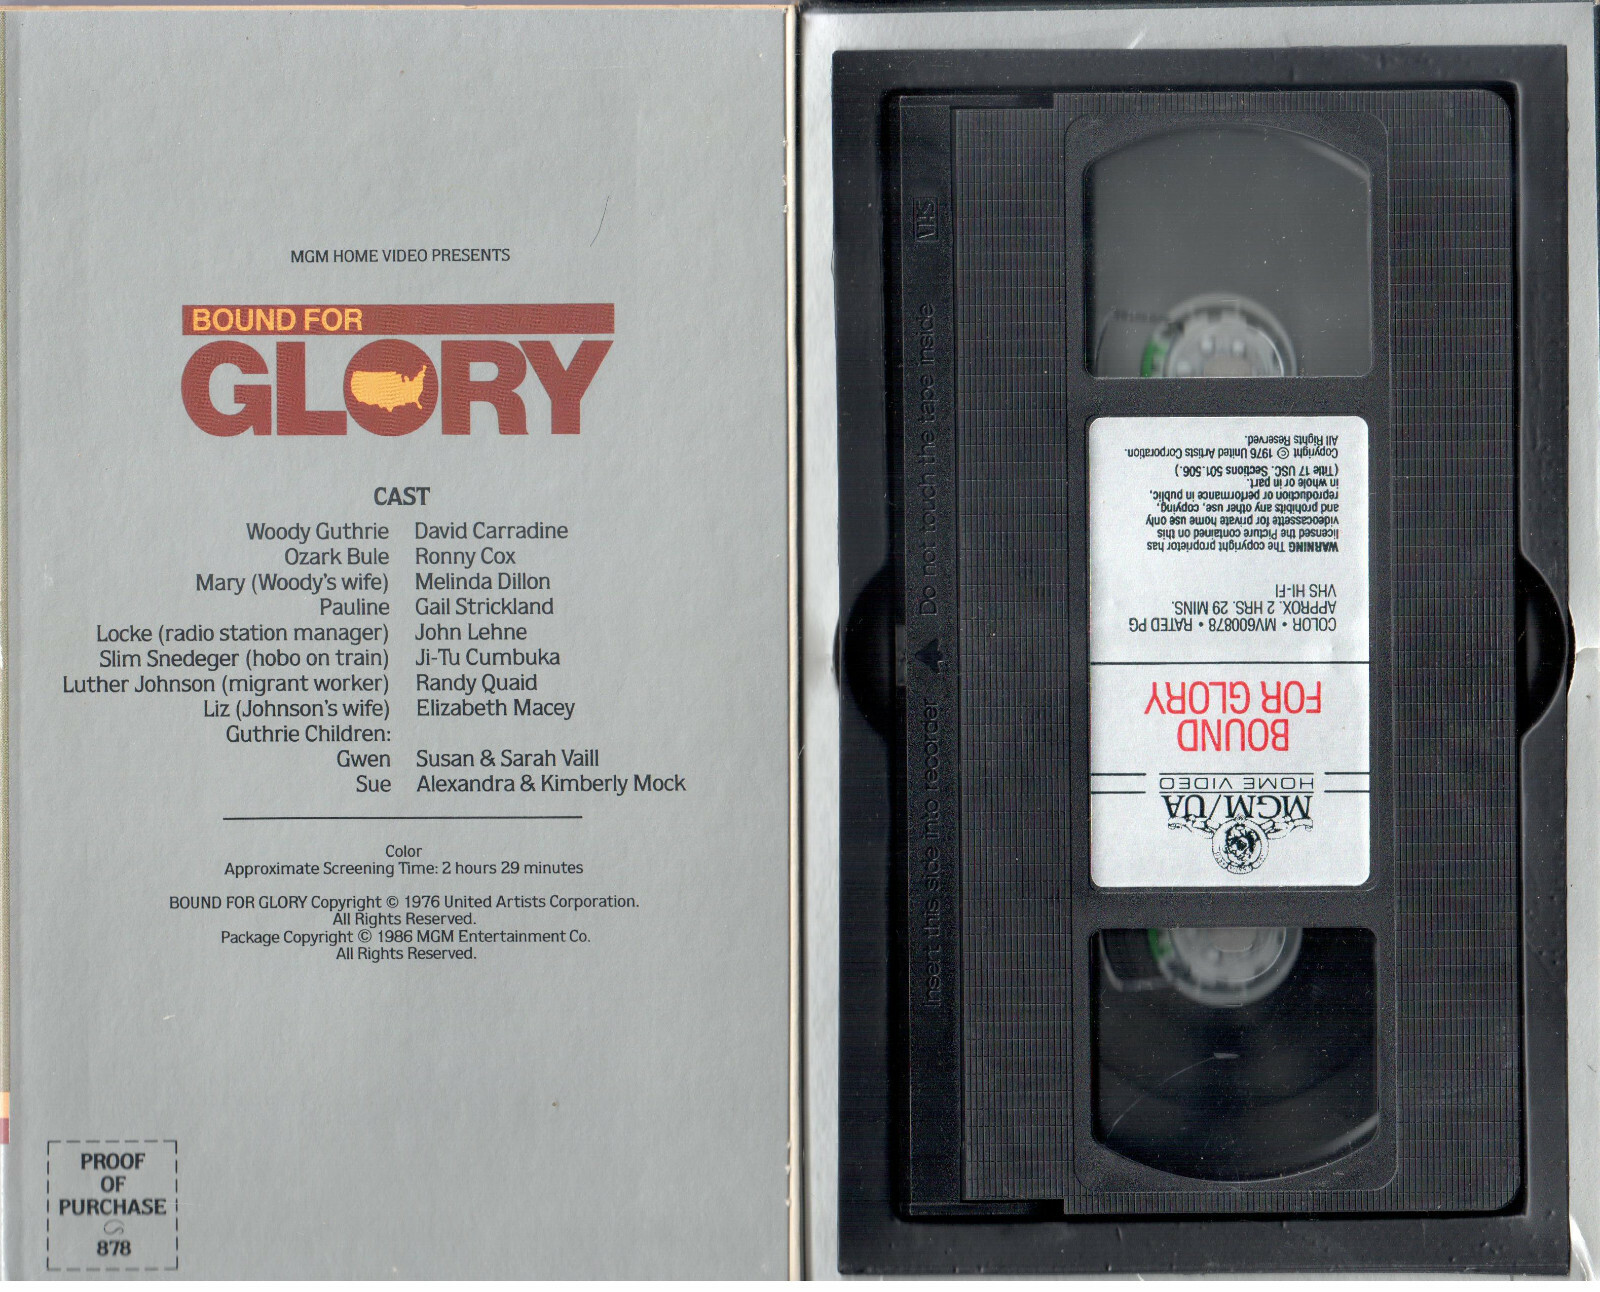 MGM HOME VIDEO PRESENTS
BOUND FOR
GLORY
CAST
Woody Guthrie David Carradine
Ozark Bule Ronny Cox
Mary (Woody's wife) Melinda Dillon
Pauline Gail Strickland
Locke (radio station manager) John Lehne
Slim Snedeger (hobo on train) Ji-Tu Cumbuka
Luther Johnson (migrant worker) Randy Quaid
Liz (Johnson's wife) Elizabeth Macey
Guthrie Children:
Gwen Susan & Sarah Vaill
Sue Alexandra & Kimberly Mock
Color
Approximate Screening Time: 2 hours 29 minutes
BOUND FOR GLORY Copyright © 1976 United Artists Corporation.
All Rights Reserved.
Package Copyright © 1986 MGM Entertainment Co.
All Rights Reserved.
PROOF
OF
PURCHASE
878
VHS
Insert this side into recorder ▲ Do not touch the tape inside
MGM/UA
HOME VIDEO
BOUND
FOR GLORY
COLOR • MV600878 • RATED PG
APPROX. 2 HRS. 29 MINS.
VHS HI-FI
WARNING The copyright proprietor has
licensed the Picture contained on this
videocassette for private home use only
and prohibits any other use, copying,
reproduction or performance in public,
in whole or in part.
(Title 17 USC. Sections 501.506.)
Copyright © 1976 United Artists Corporation.
All Rights Reserved.